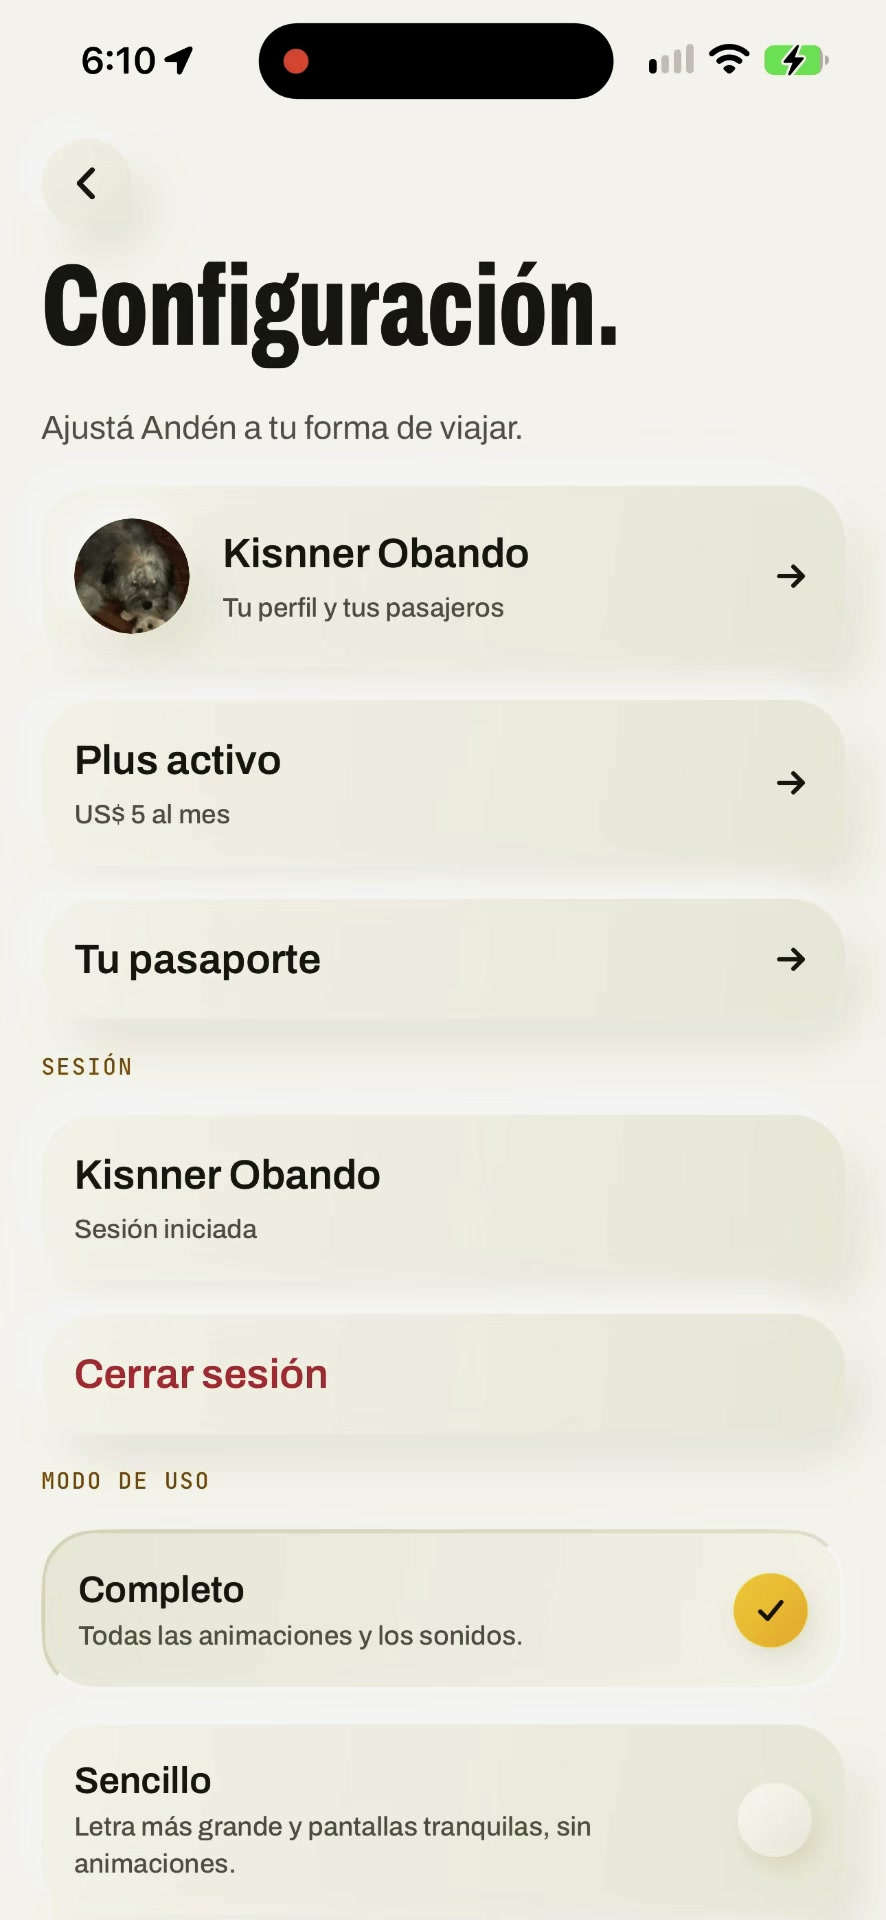 6:10
Configuración.
Ajustá Andén a tu forma de viajar.
Kisnner Obando
Tu perfil y tus pasajeros
Plus activo
US$ 5 al mes
Tu pasaporte
SESIÓN
Kisnner Obando
Sesión iniciada
Cerrar sesión
MODO DE USO
Completo
Todas las animaciones y los sonidos.
Sencillo
Letra más grande y pantallas tranquilas, sin
animaciones.